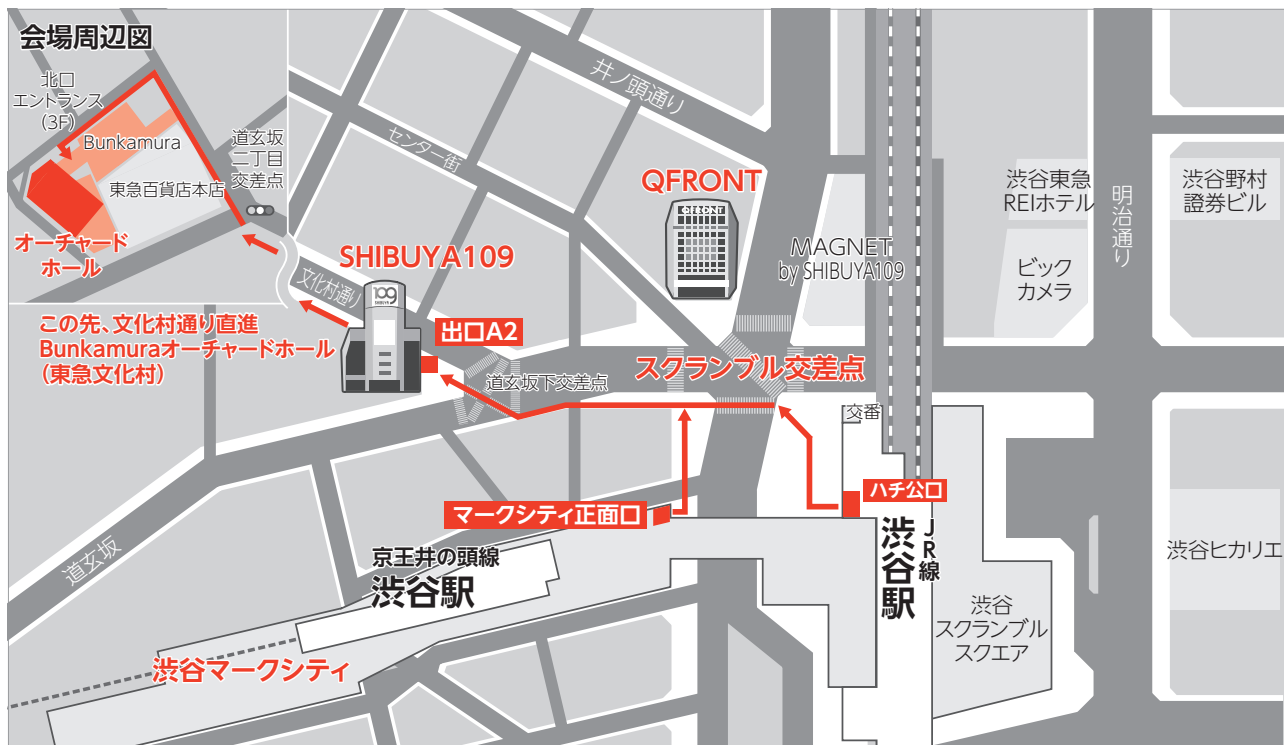 会場周辺図
北口
エントランス
(3F)
Bunkamura
東急百貨店本店
道玄坂
二丁目
交差点
オーチャード
ホール
この先、文化村通り直進
Bunkamuraオーチャードホール
(東急文化村)
文化村通り
SHIBUYA109
109
SHIBUYA
出口A2
道玄坂下交差点
センター街
井ノ頭通り
QFRONT
QFRONT
MAGNET
by SHIBUYA109
スクランブル交差点
交番
ハチ公口
マークシティ正面口
道玄坂
京王井の頭線
渋谷駅
渋谷マークシティ
JR線
渋谷駅
渋谷
スクランブル
スクエア
渋谷東急
REIホテル
ビック
カメラ
明治通り
渋谷野村
證券ビル
渋谷ヒカリエ